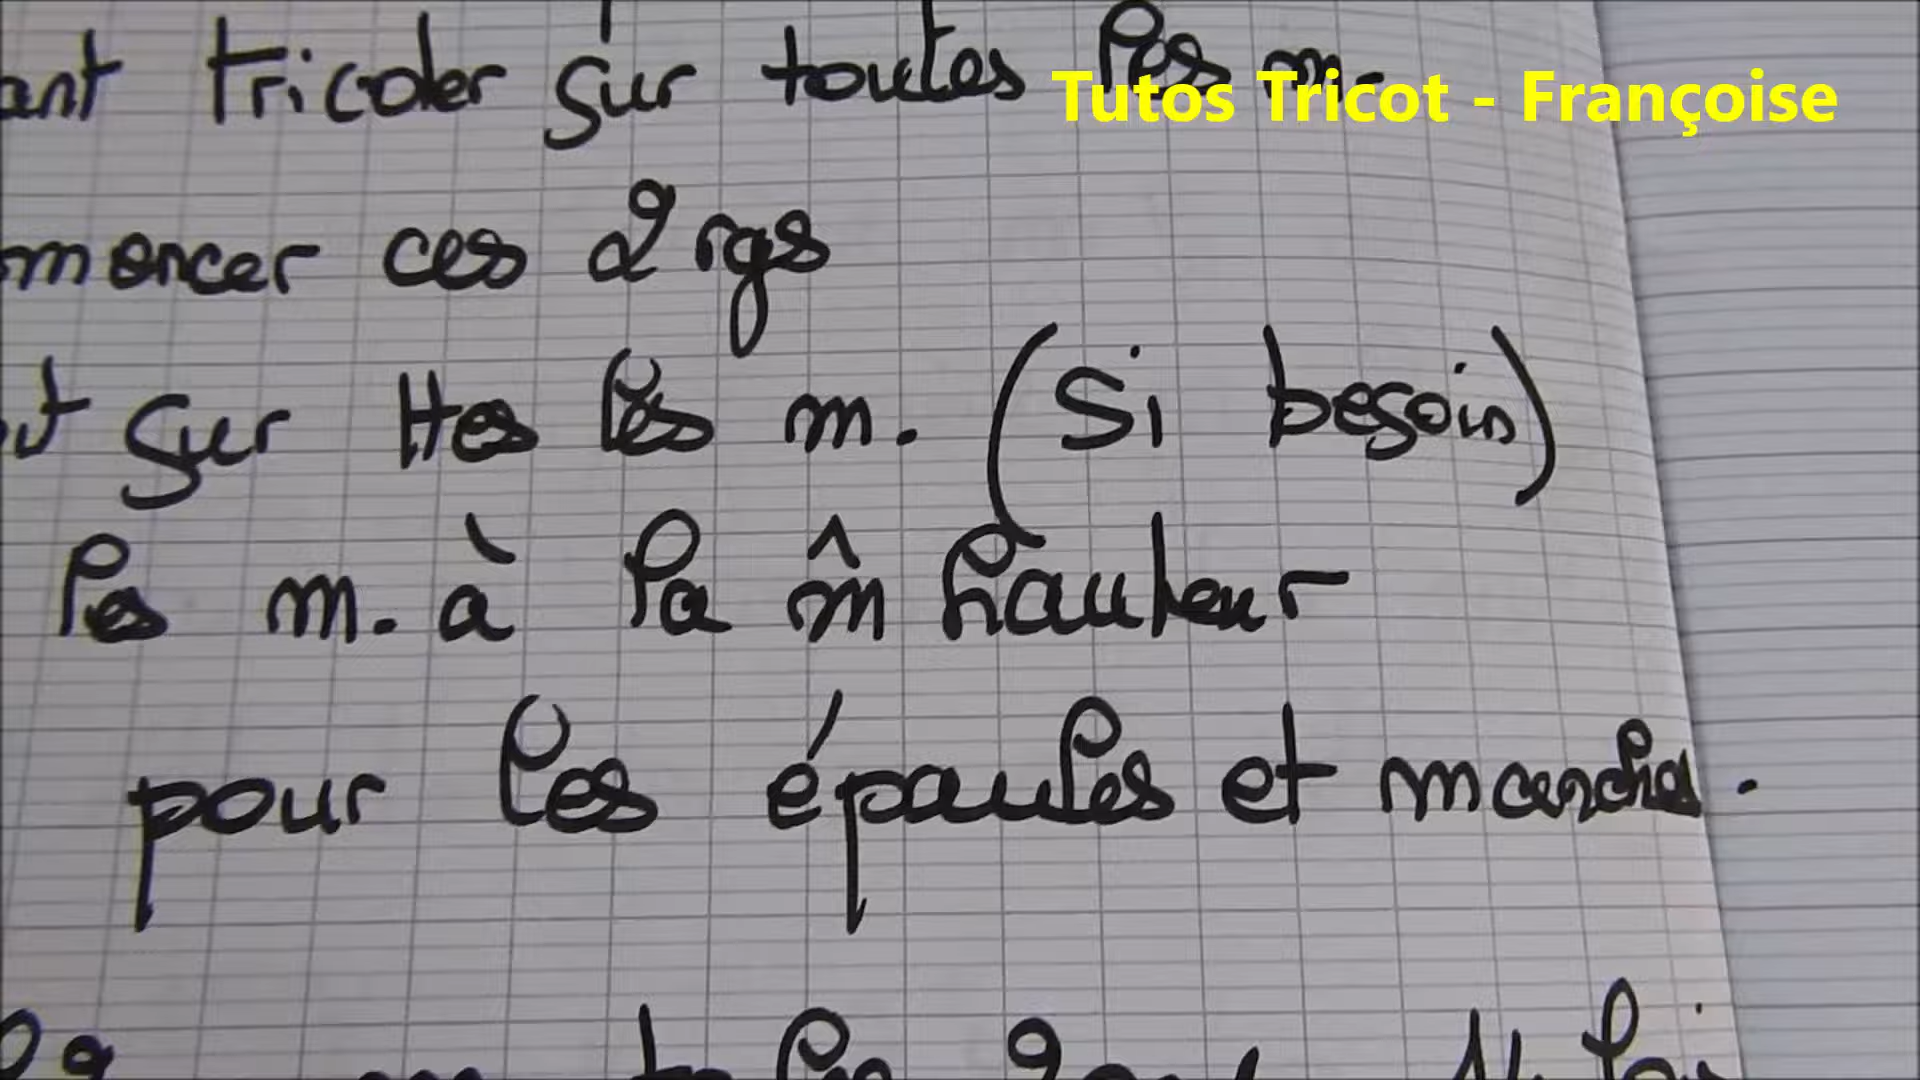 ant tricoter sur toutes les m.
Tutos Tricot - Françoise
mencer ces 2 rgs
sur ttes les m. (si besoin)
les m. à la m̂ hauteur
pour les épaules et manches.